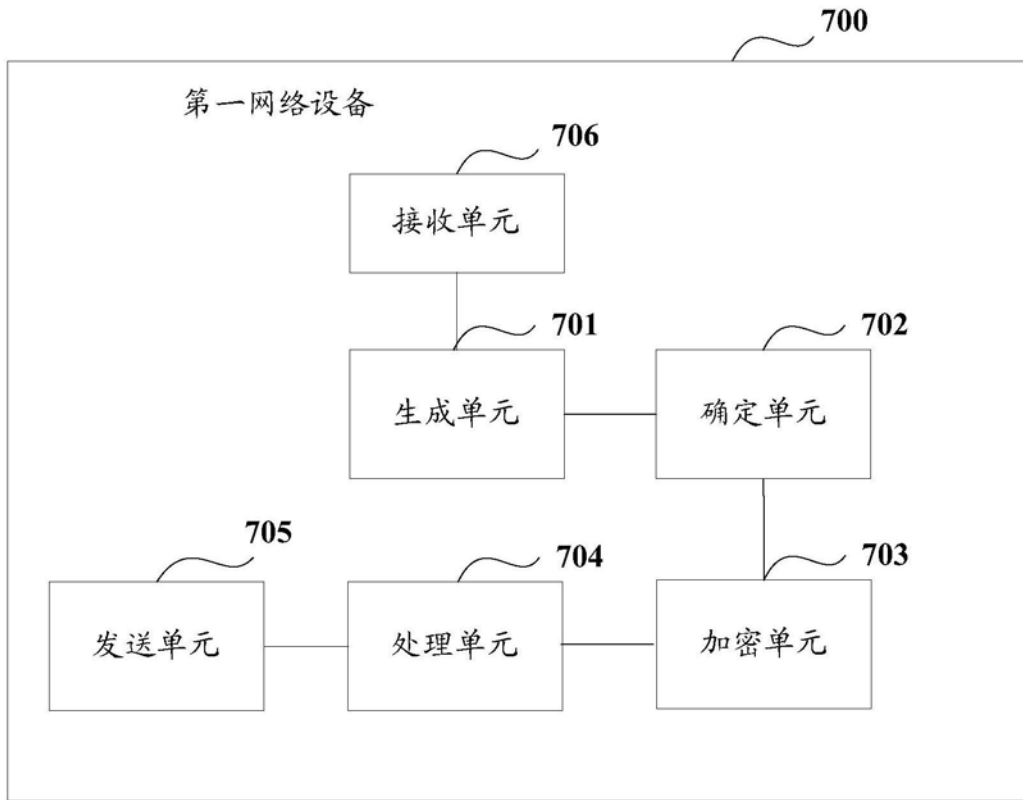 700
第一网络设备
706
接收单元
701
702
生成单元
确定单元
705
704
703
发送单元
处理单元
加密单元